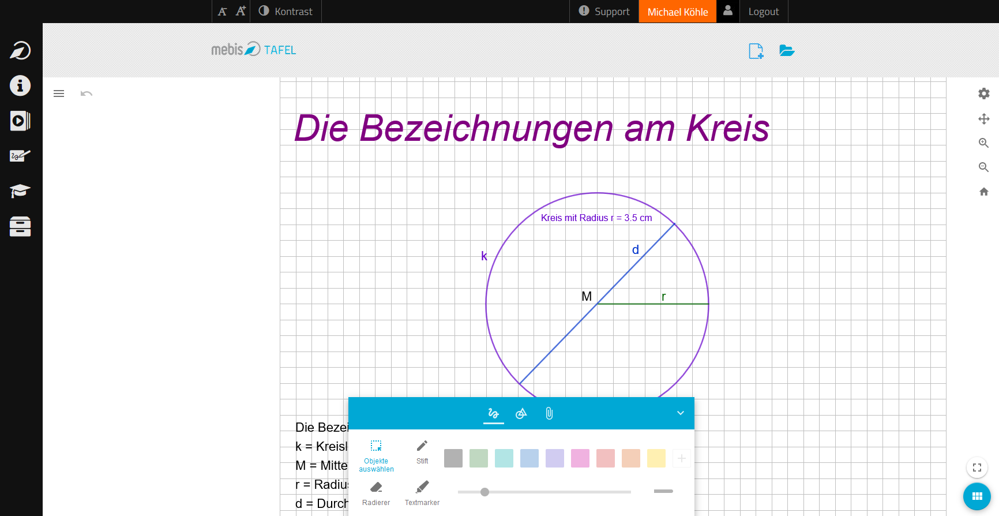 A- A+ Kontrast Support Michael Köhle Logout
mebis TAFEL
Die Bezeichnungen am Kreis
Kreis mit Radius r = 3.5 cm
d
k
M
r
Die
k =
M =
r =
d =
Objekte auswählen
Stift
Radierer
Textmarker